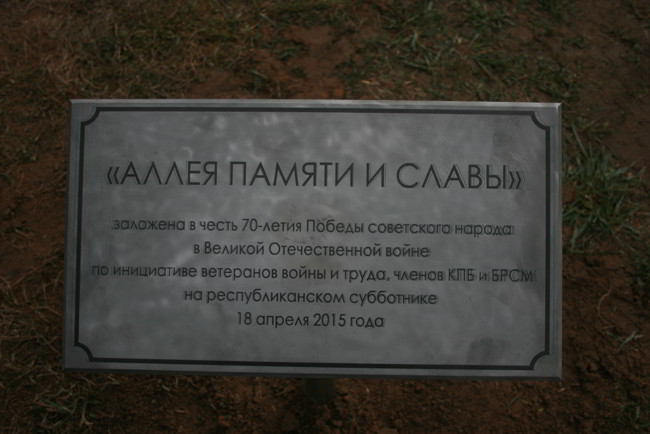 «АЛЛЕЯ ПАМЯТИ И СЛАВЫ»
заложена в честь 70-летия Победы советского народа
в Великой Отечественной войне
по инициативе ветеранов войны и труда, членов КПБ и БРСМ
на республиканском субботнике
18 апреля 2015 года